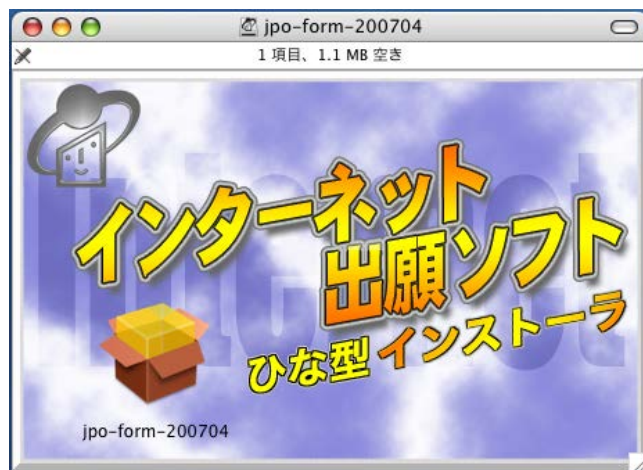 jpo-form-200704
1 項目、1.1 MB 空き
Internet
インターネット
出願ソフト
ひな型 インストーラ
jpo-form-200704